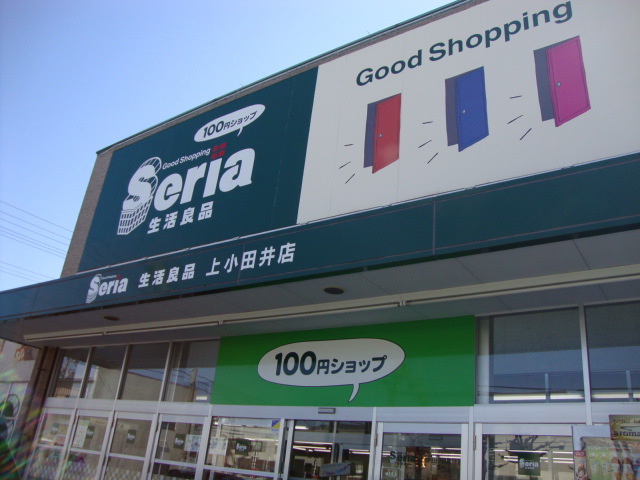 Good Shopping
100円ショップ
Good Shopping
Seria
生活良品
Seria 生活良品 上小田井店
100円ショップ
Seria